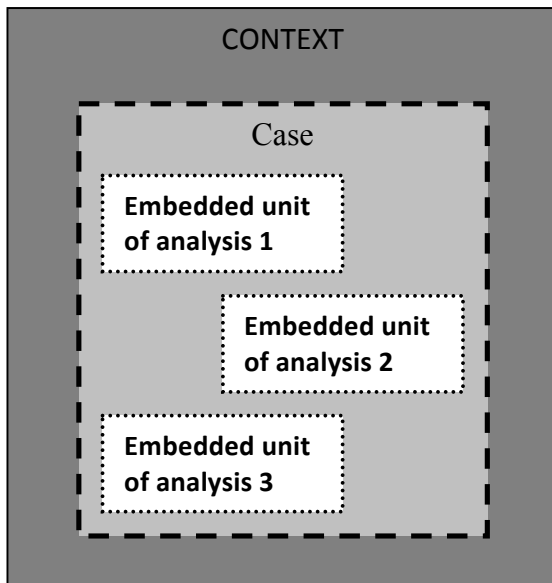 CONTEXT
Case
Embedded unit
of analysis 1
Embedded unit
of analysis 2
Embedded unit
of analysis 3